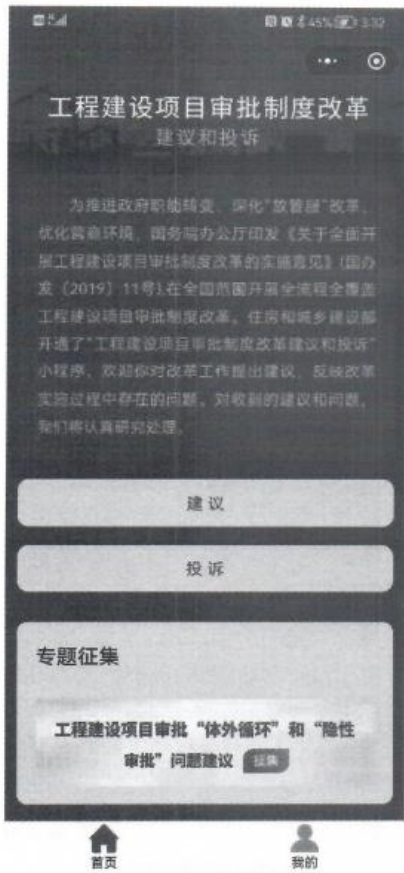 45% 3:32
工程建设项目审批制度改革
建议和投诉
为推进政府职能转变、深化“放管服”改革、
优化营商环境，国务院办公厅印发《关于全面开
展工程建设项目审批制度改革的实施意见》(国办
发〔2019〕11号),在全国范围开展全流程全覆盖
工程建设项目审批制度改革。住房和城乡建设部
开通了“工程建设项目审批制度改革建议和投诉”
小程序，欢迎你对改革工作提出建议、反映改革
实施过程中存在的问题。对收到的建议和问题，
我们将认真研究处理。
建议
投诉
专题征集
工程建设项目审批“体外循环”和“隐性
审批”问题建议 征集
首页 我的